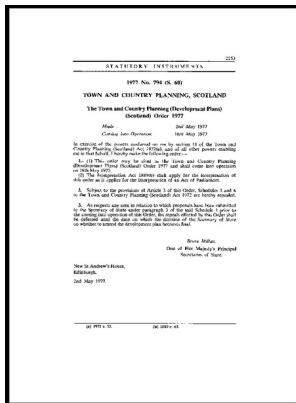 2253
STATUTORY INSTRUMENTS
1977 No. 794 (S. 60)
TOWN AND COUNTRY PLANNING, SCOTLAND
The Town and Country Planning (Development Plans)
(Scotland) Order 1977
Made 2nd May 1977
Coming into Operation 16th May 1977
In exercise of the powers conferred on me by section 18 of the Town and
Country Planning (Scotland) Act 1972(a), and of all other powers enabling
me in that behalf, I hereby make the following order:—
1. (1) This order may be cited as the Town and Country Planning
(Development Plans) (Scotland) Order 1977 and shall come into operation
on 16th May 1977.
(2) The Interpretation Act 1889(b) shall apply for the interpretation of
this order as it applies for the interpretation of an Act of Parliament.
2. Subject to the provisions of Article 3 of this Order, Schedules 3 and 4
to the Town and Country Planning (Scotland) Act 1972 are hereby repealed.
3. As respects any area in relation to which proposals have been submitted
to the Secretary of State under paragraph 3 of the said Schedule 3 prior to
the coming into operation of this Order, the repeals effected by this Order shall
be deferred until the date on which the decision of the Secretary of State
on whether to amend the development plan becomes final.
Bruce Millan,
One of Her Majesty's Principal
Secretaries of State.
New St Andrew's House,
Edinburgh.
2nd May 1977.
(a) 1972 c. 52. (b) 1889 c. 63.